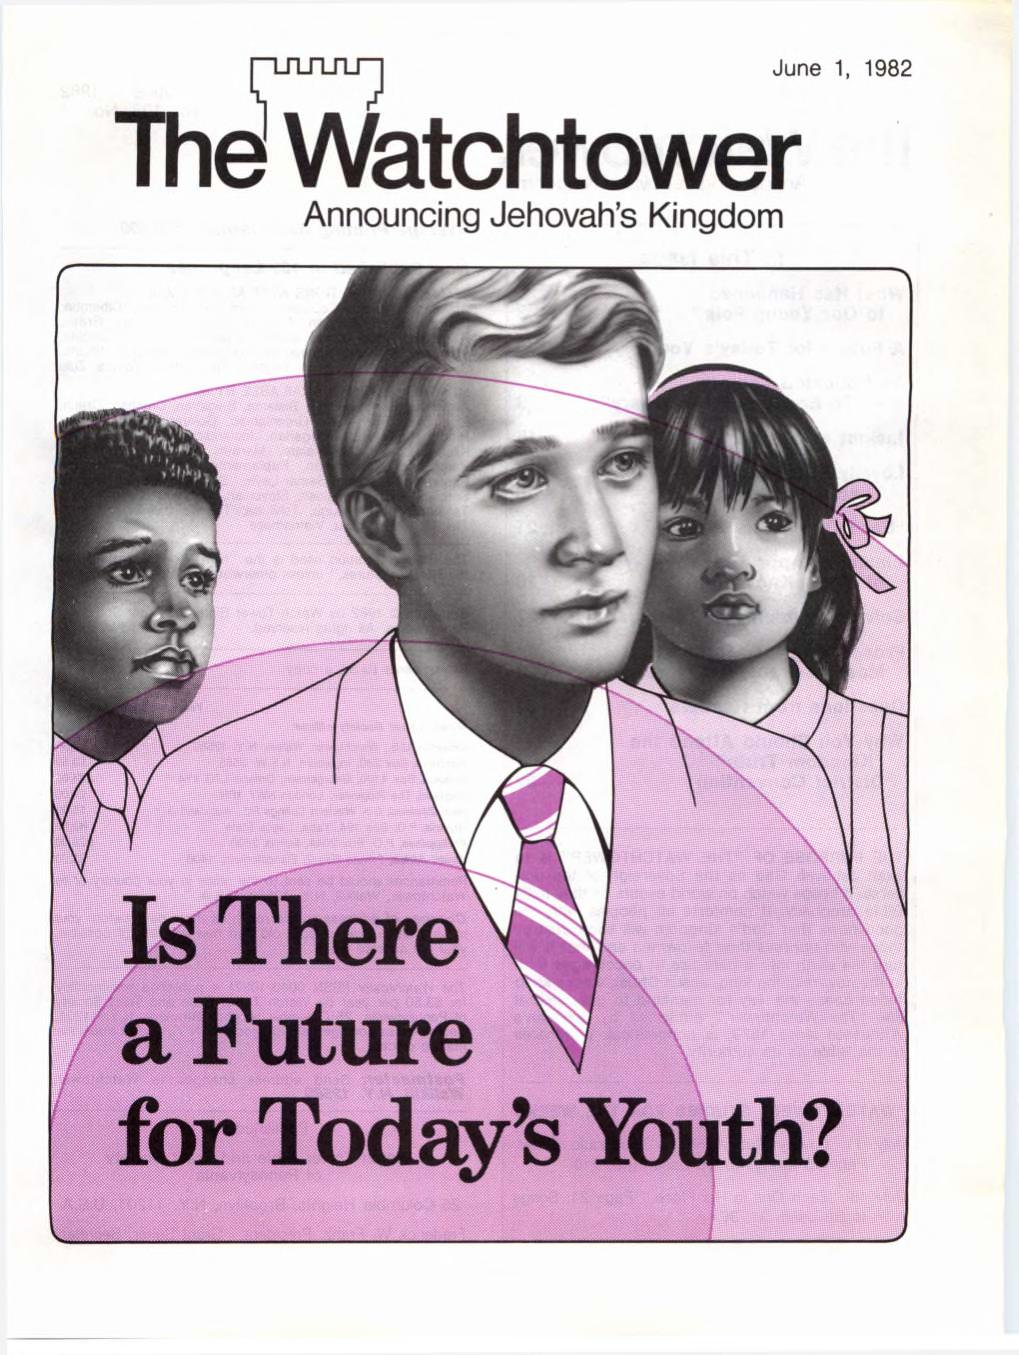 June 1, 1982
The Watchtower
Announcing Jehovah's Kingdom
Is There
a Future
for Today's Youth?